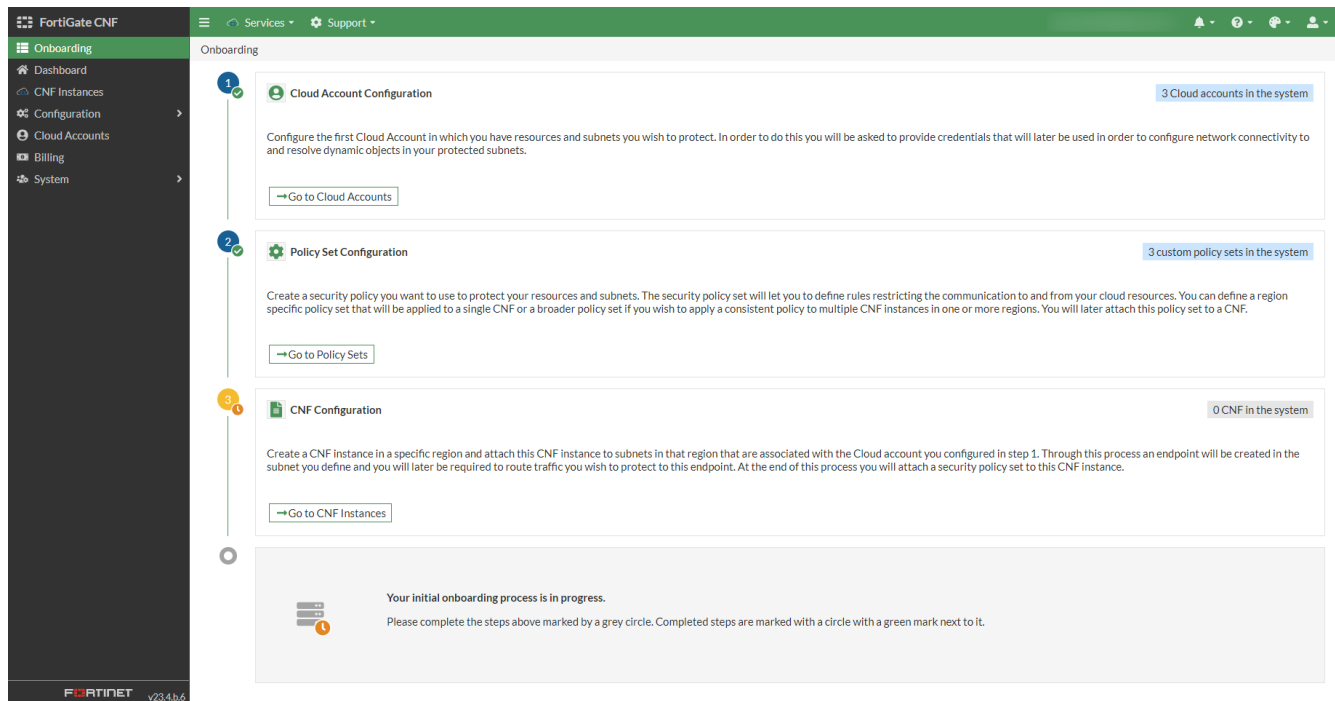 FortiGate CNF
Services
Support
Onboarding
Dashboard
CNF Instances
Configuration
Cloud Accounts
Billing
System
Onboarding
1
Cloud Account Configuration
3 Cloud accounts in the system
Configure the first Cloud Account in which you have resources and subnets you wish to protect. In order to do this you will be asked to provide credentials that will later be used in order to configure network connectivity to
and resolve dynamic objects in your protected subnets.
→Go to Cloud Accounts
2
Policy Set Configuration
3 custom policy sets in the system
Create a security policy you want to use to protect your resources and subnets. The security policy set will let you to define rules restricting the communication to and from your cloud resources. You can define a region
specific policy set that will be applied to a single CNF or a broader policy set if you wish to apply a consistent policy to multiple CNF instances in one or more regions. You will later attach this policy set to a CNF.
→Go to Policy Sets
3
CNF Configuration
0 CNF in the system
Create a CNF instance in a specific region and attach this CNF instance to subnets in that region that are associated with the Cloud account you configured in step 1. Through this process an endpoint will be created in the
subnet you define and you will later be required to route traffic you wish to protect to this endpoint. At the end of this process you will attach a security policy set to this CNF instance.
→Go to CNF Instances
Your initial onboarding process is in progress.
Please complete the steps above marked by a grey circle. Completed steps are marked with a circle with a green mark next to it.
FORTINET
v23.4.b.6